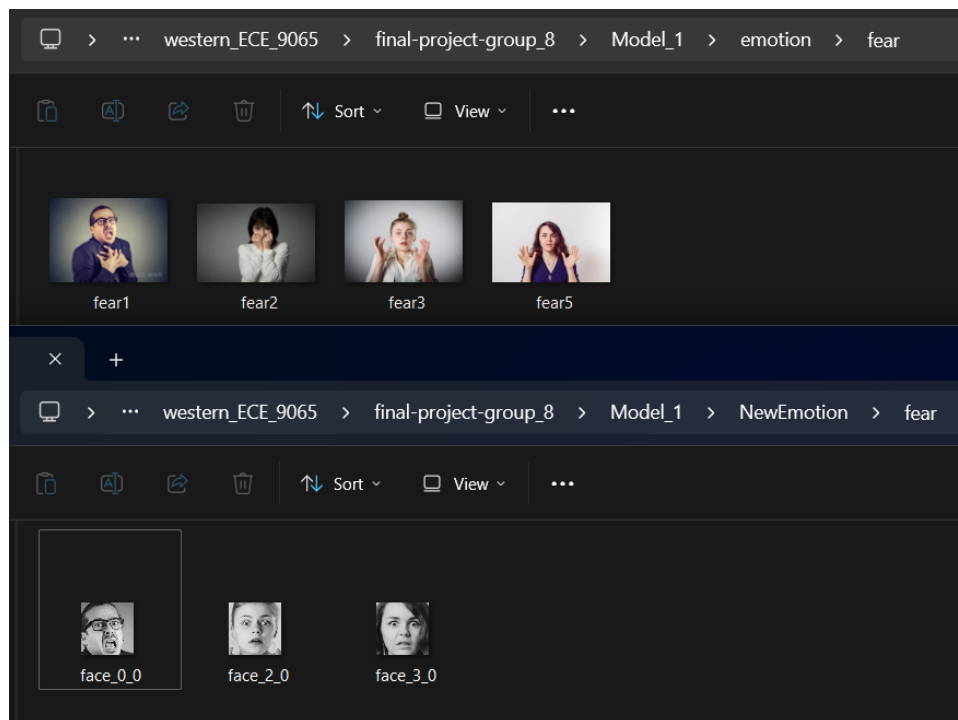 western_ECE_9065 > final-project-group_8 > Model_1 > emotion > fear
Sort View
fear1 fear2 fear3 fear5
western_ECE_9065 > final-project-group_8 > Model_1 > NewEmotion > fear
Sort View
face_0_0 face_2_0 face_3_0